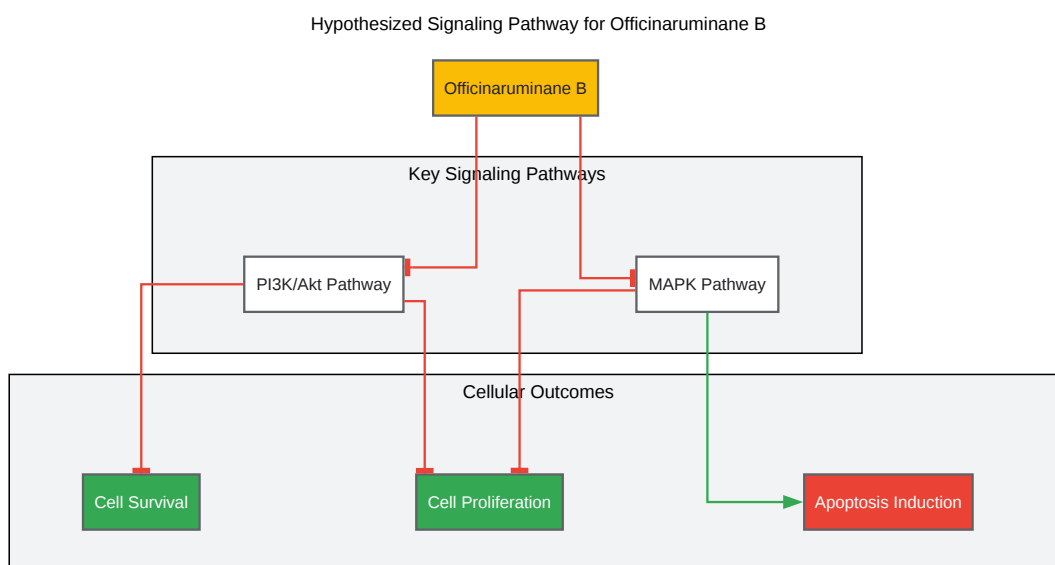 Hypothesized Signaling Pathway for Officinaruminane B
Officinaruminane B
Key Signaling Pathways
PI3K/Akt Pathway
MAPK Pathway
Cellular Outcomes
Cell Survival
Cell Proliferation
Apoptosis Induction